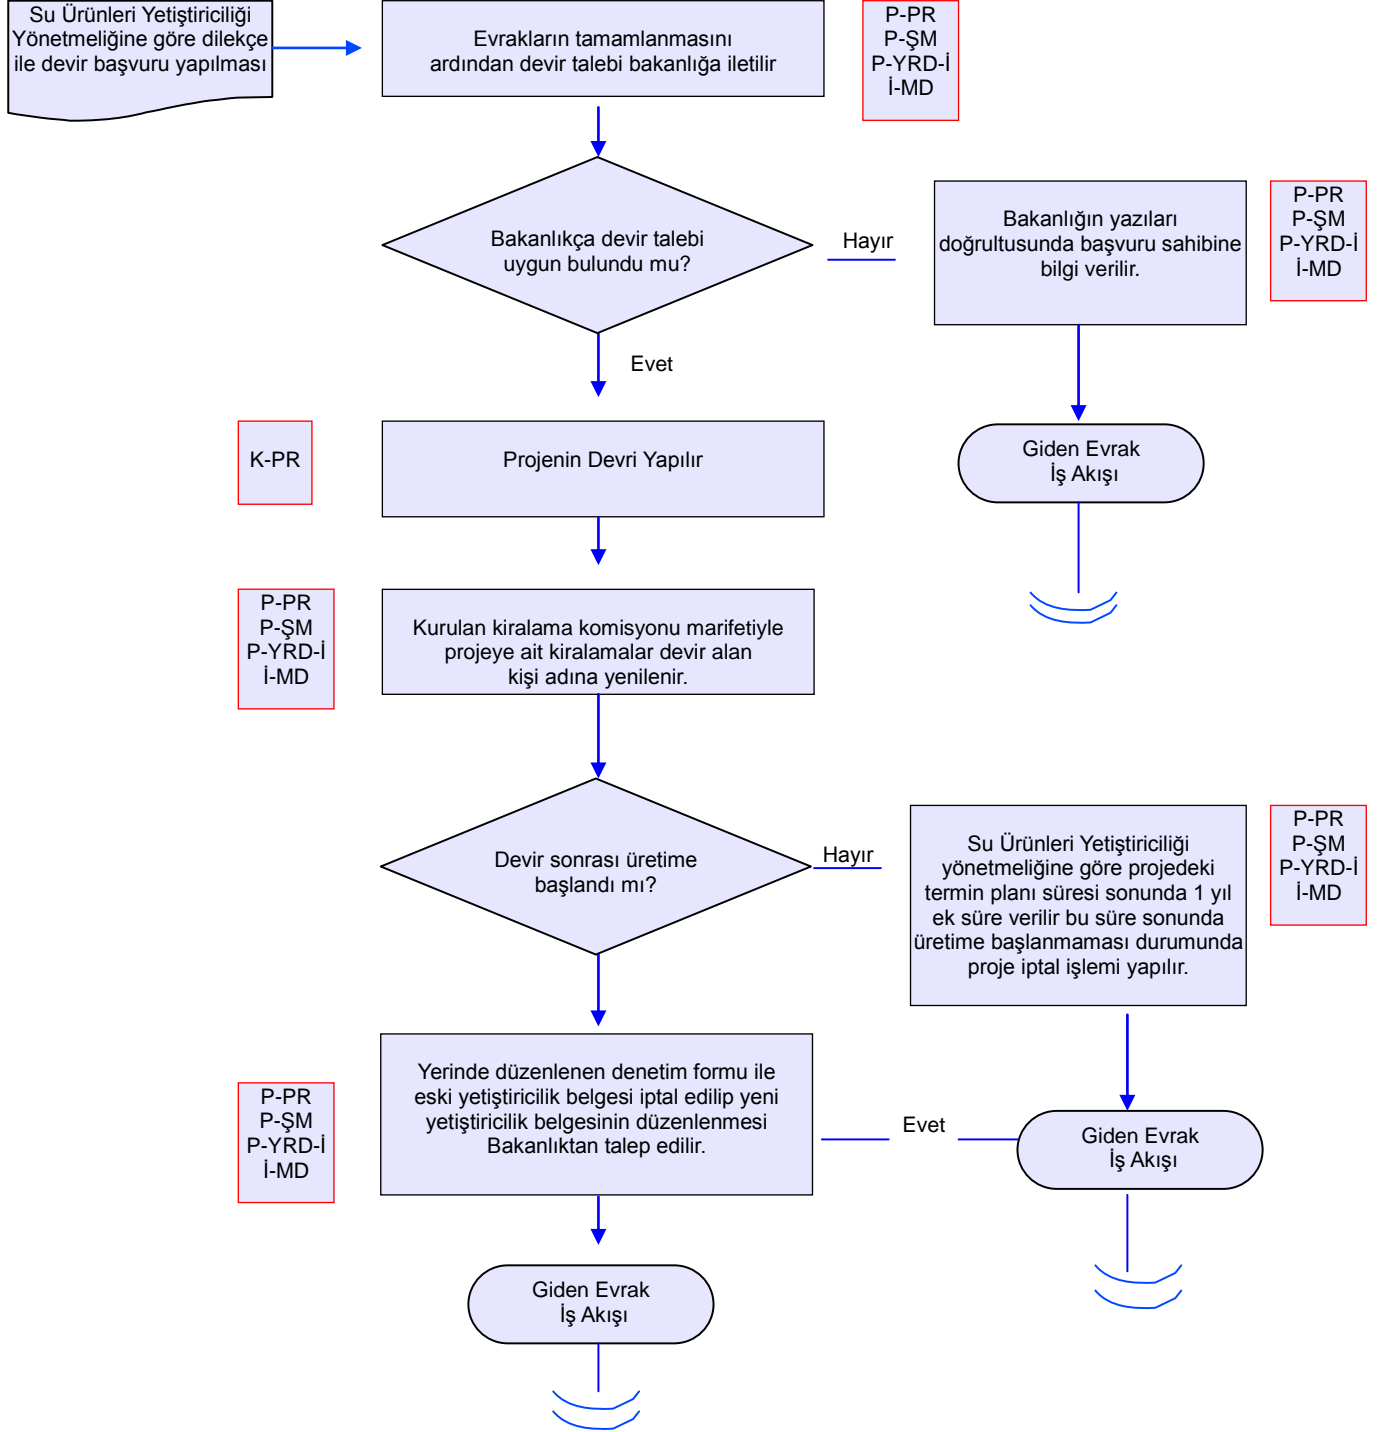 Su Ürünleri Yetiştiriciliği
Yönetmeliğine göre dilekçe
ile devir başvuru yapılması
Evrakların tamamlanmasını
ardından devir talebi bakanlığa iletilir
P-PR
P-ŞM
P-YRD-İ
İ-MD
Bakanlıkça devir talebi
uygun bulundu mu?
Hayır
Bakanlığın yazıları
doğrultusunda başvuru sahibine
bilgi verilir.
P-PR
P-ŞM
P-YRD-İ
İ-MD
Evet
Giden Evrak
İş Akışı
K-PR
Projenin Devri Yapılır
P-PR
P-ŞM
P-YRD-İ
İ-MD
Kurulan kiralama komisyonu marifetiyle
projeye ait kiralamalar devir alan
kişi adına yenilenir.
Devir sonrası üretime
başlandı mı?
Hayır
Su Ürünleri Yetiştiriciliği
yönetmeliğine göre projedeki
termin planı süresi sonunda 1 yıl
ek süre verilir bu süre sonunda
üretime başlanmaması durumunda
proje iptal işlemi yapılır.
P-PR
P-ŞM
P-YRD-İ
İ-MD
P-PR
P-ŞM
P-YRD-İ
İ-MD
Yerinde düzenlenen denetim formu ile
eski yetiştiricilik belgesi iptal edilip yeni
yetiştiricilik belgesinin düzenlenmesi
Bakanlıktan talep edilir.
Evet
Giden Evrak
İş Akışı
Giden Evrak
İş Akışı